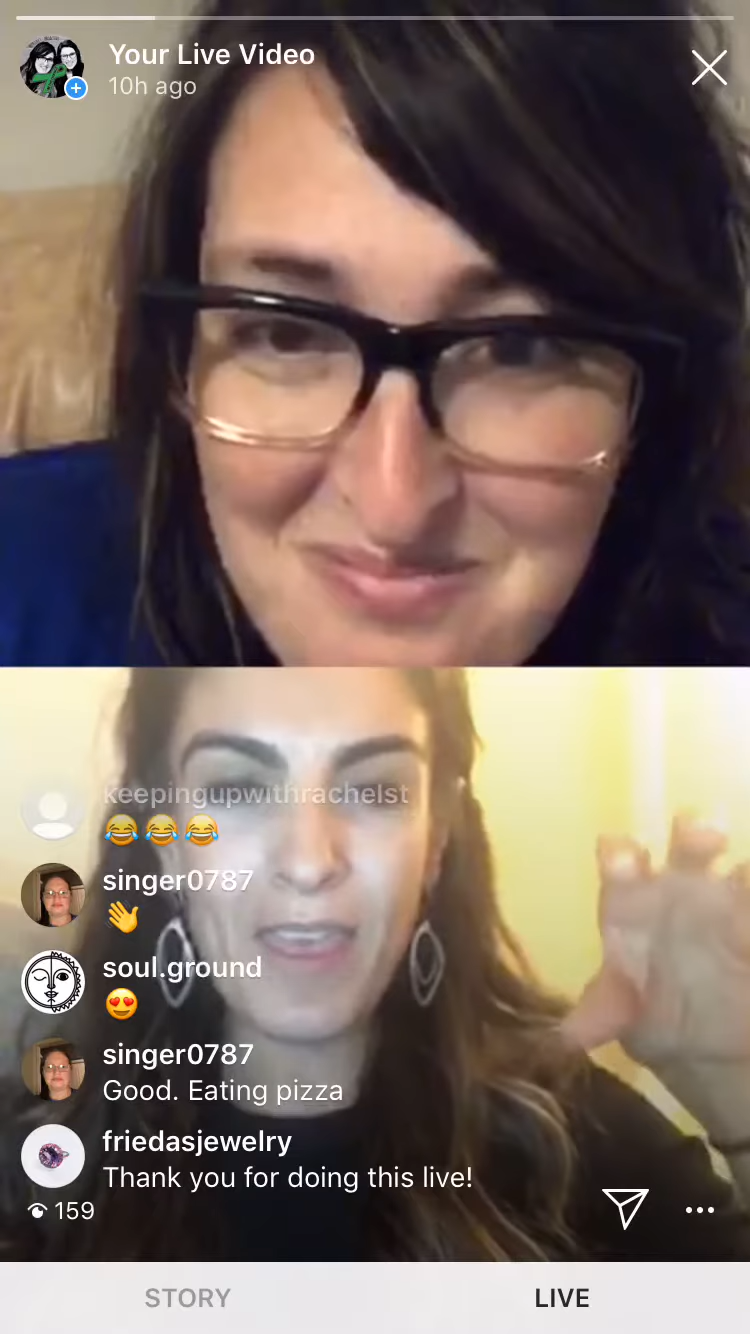 Your Live Video
10h ago
keepingupwithrachelst
😂😂😂
singer0787
👋
soul.ground
😍
singer0787
Good. Eating pizza
friedasjewelry
Thank you for doing this live!
159
STORY
LIVE